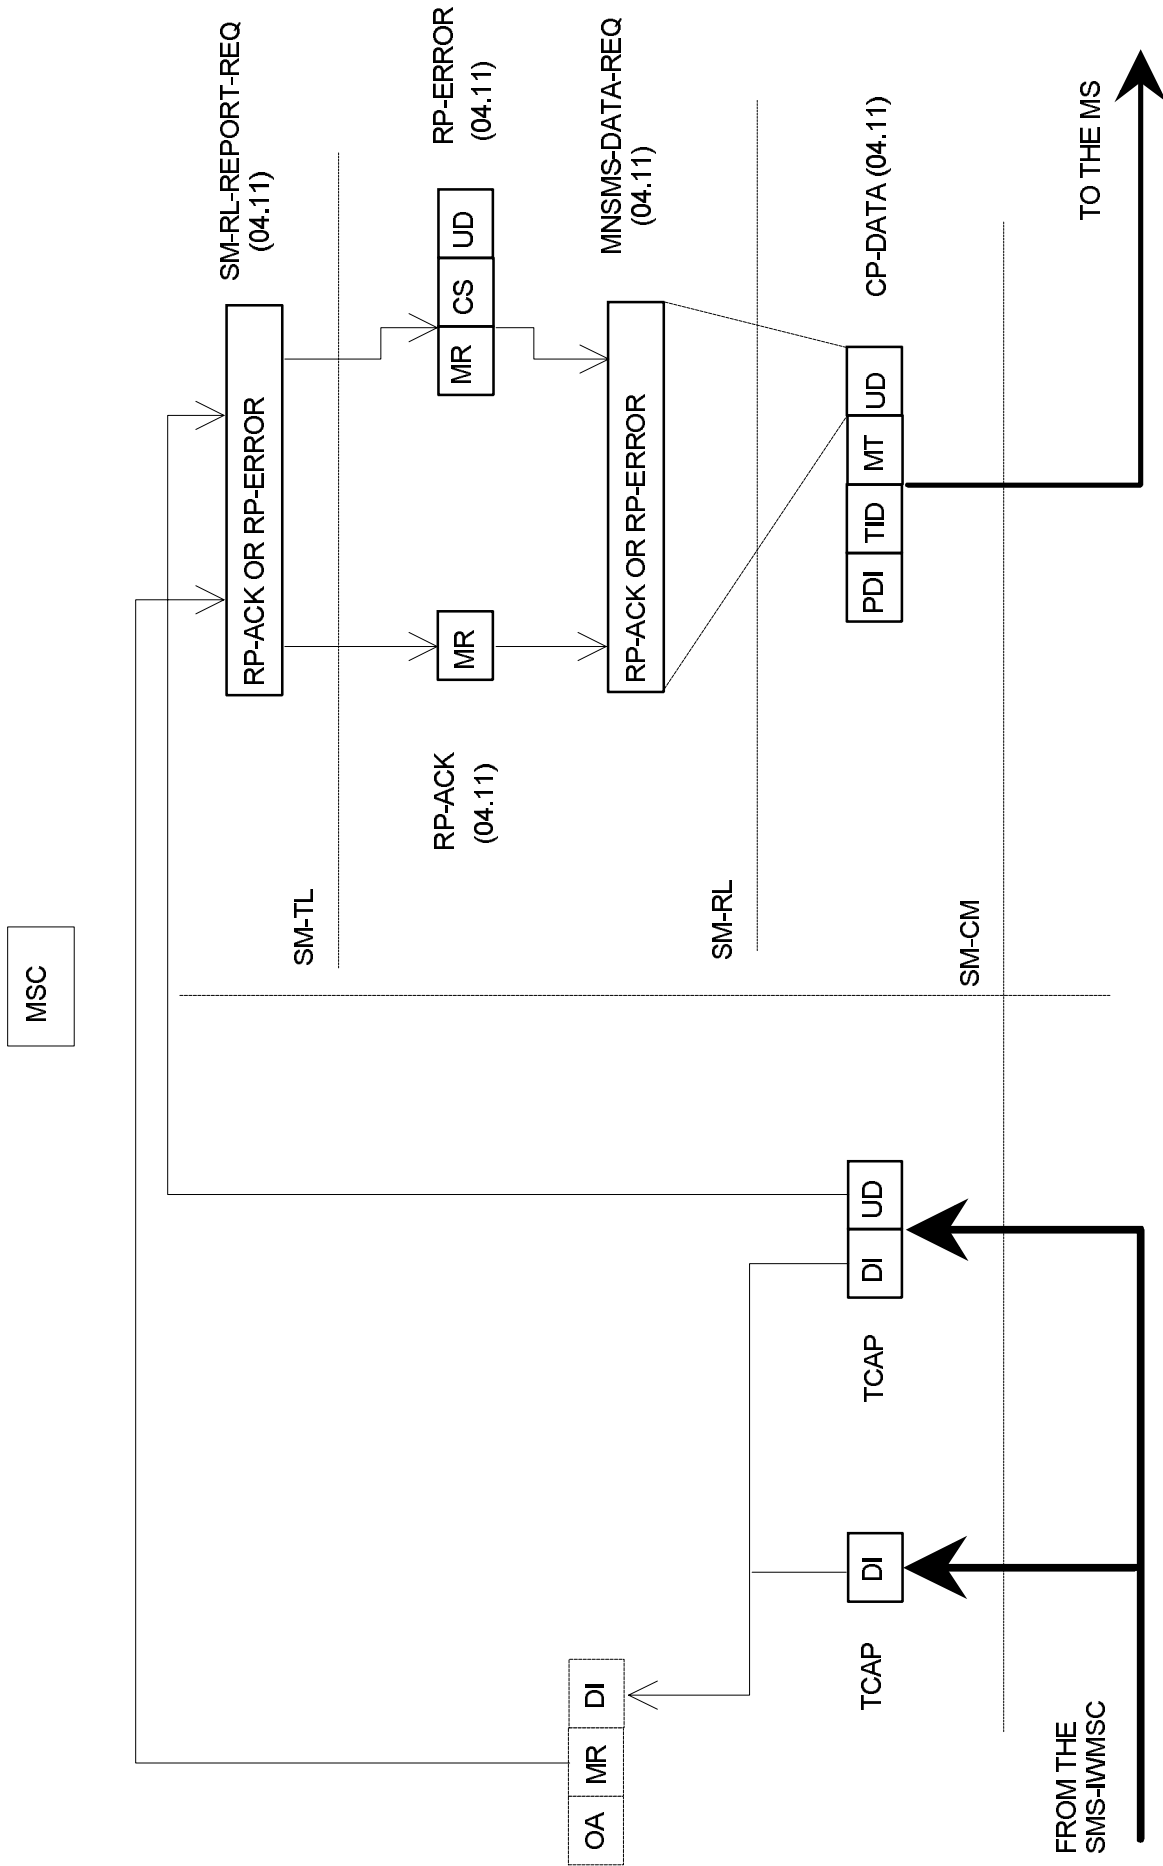 MSC
SM-RL-REPORT-REQ
(04.11)
RP-ACK OR RP-ERROR
SM-TL
RP-ACK
(04.11)
MR
MR
CS
UD
RP-ERROR
(04.11)
OA
MR
DI
RP-ACK OR RP-ERROR
MNSMS-DATA-REQ
(04.11)
SM-RL
TCAP
DI
TCAP
DI
UD
PDI
TID
MT
UD
CP-DATA (04.11)
SM-CM
FROM THE
SMS-IWMSC
TO THE MS